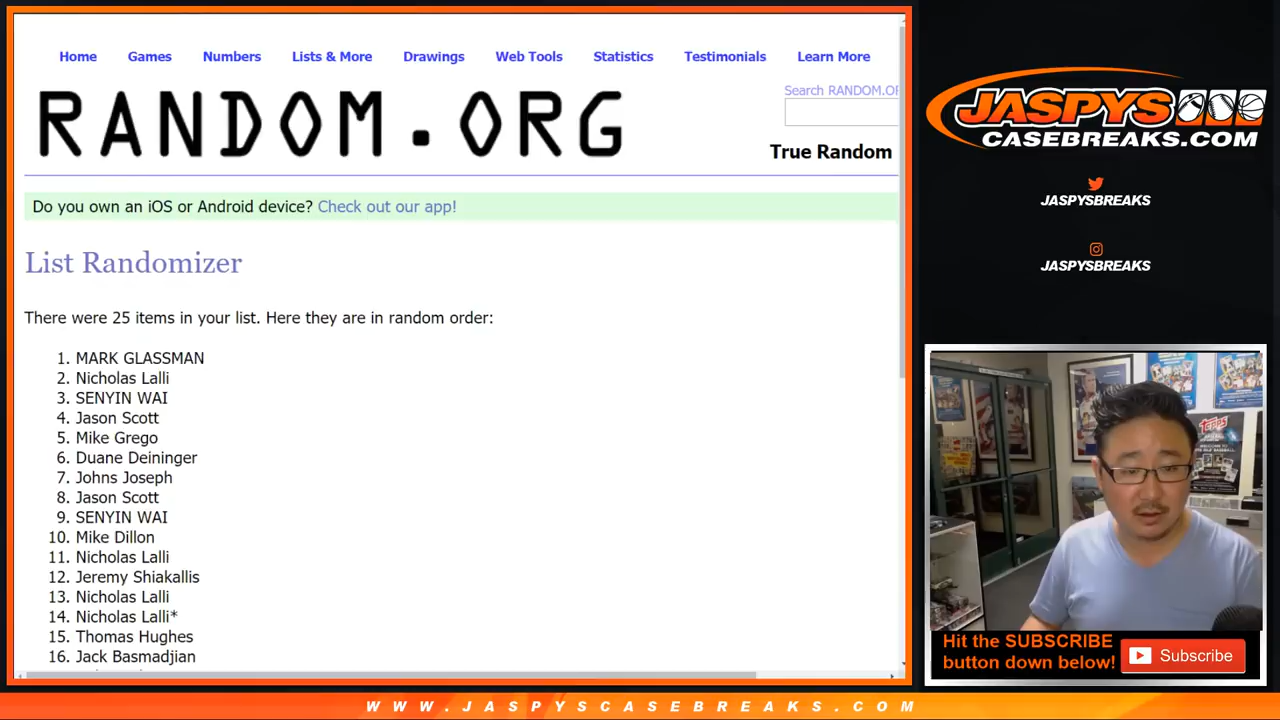 Home Games Numbers Lists & More Drawings Web Tools Statistics Testimonials Learn More
RANDOM.ORG
Search RANDOM.OR
True Random
Do you own an iOS or Android device? Check out our app!
List Randomizer
There were 25 items in your list. Here they are in random order:
1. MARK GLASSMAN
2. Nicholas Lalli
3. SENYIN WAI
4. Jason Scott
5. Mike Grego
6. Duane Deininger
7. Johns Joseph
8. Jason Scott
9. SENYIN WAI
10. Mike Dillon
11. Nicholas Lalli
12. Jeremy Shiakallis
13. Nicholas Lalli
14. Nicholas Lalli*
15. Thomas Hughes
16. Jack Basmadjian
JASPYS
CASEBREAKS.COM
JASPYSBREAKS
JASPYSBREAKS
TOPPS
Hit the SUBSCRIBE
button down below!
Subscribe
WWW.JASPYSCASEBREAKS.COM